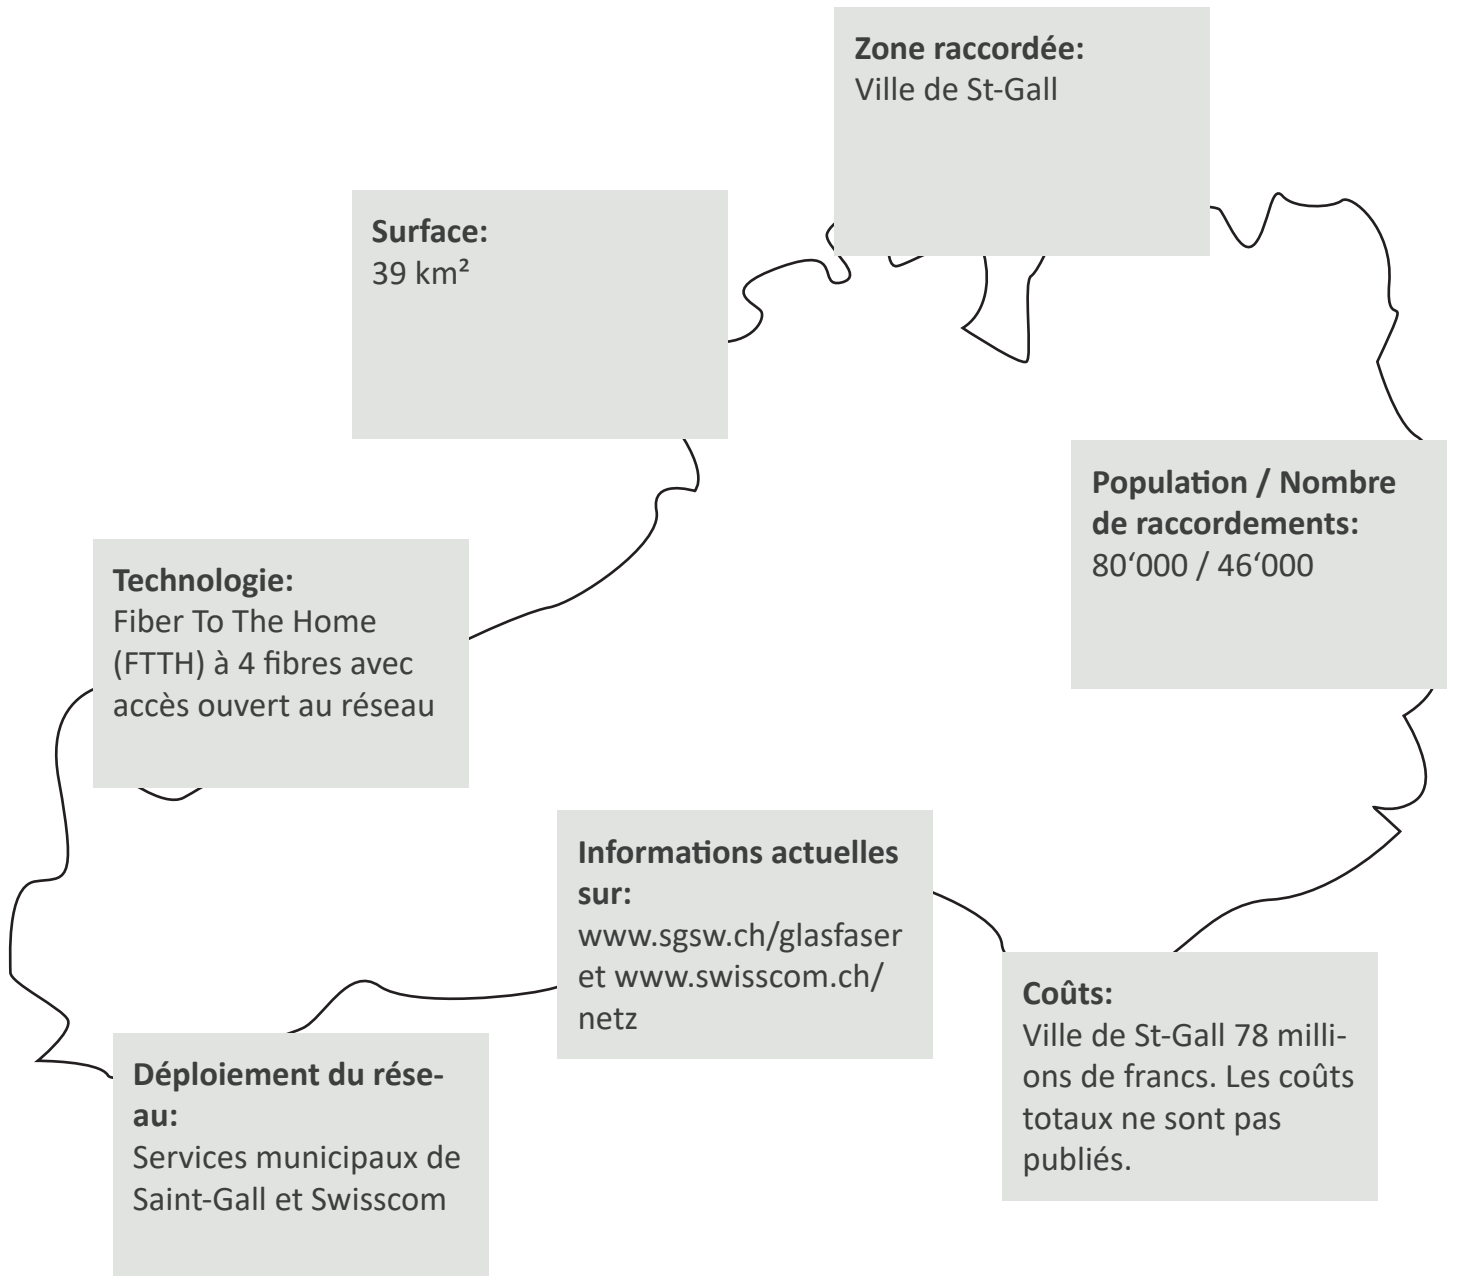 Zone raccordée:
Ville de St-Gall
Surface:
39 km²
Population / Nombre
de raccordements:
80‘000 / 46‘000
Technologie:
Fiber To The Home
(FTTH) à 4 fibres avec
accès ouvert au réseau
Informations actuelles
sur:
www.sgsw.ch/glasfaser
et www.swisscom.ch/
netz
Coûts:
Ville de St-Gall 78 milli-
ons de francs. Les coûts
totaux ne sont pas
publiés.
Déploiement du rése-
au:
Services municipaux de
Saint-Gall et Swisscom